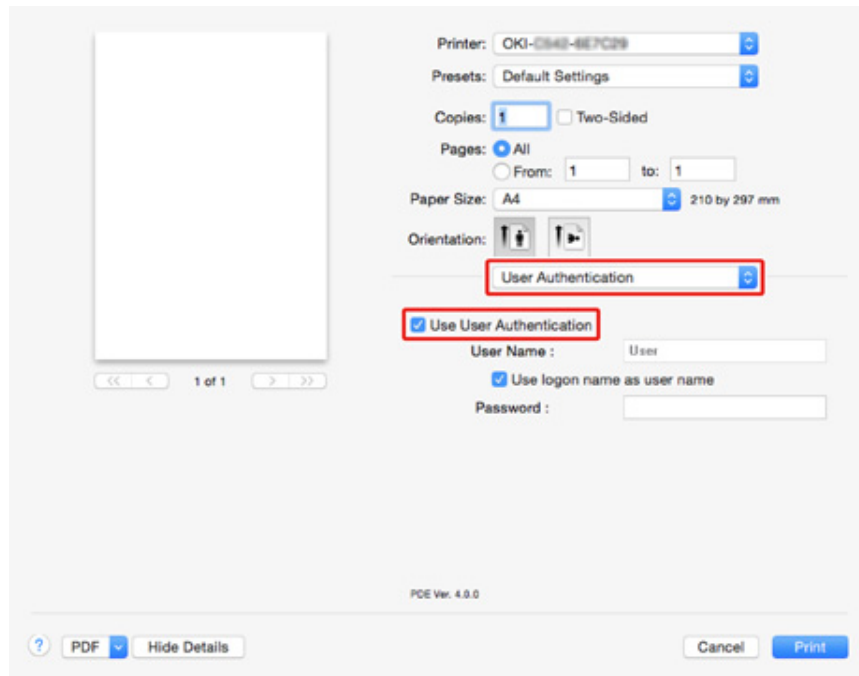 Printer: OKI-
Presets: Default Settings
Copies: 1 Two-Sided
Pages: All
From: 1 to: 1
Paper Size: A4 210 by 297 mm
Orientation:
User Authentication
Use User Authentication
User Name : User
<< < 1 of 1 > >>
Use logon name as user name
Password :
PDE Ver. 4.0.0
? PDF Hide Details Cancel Print